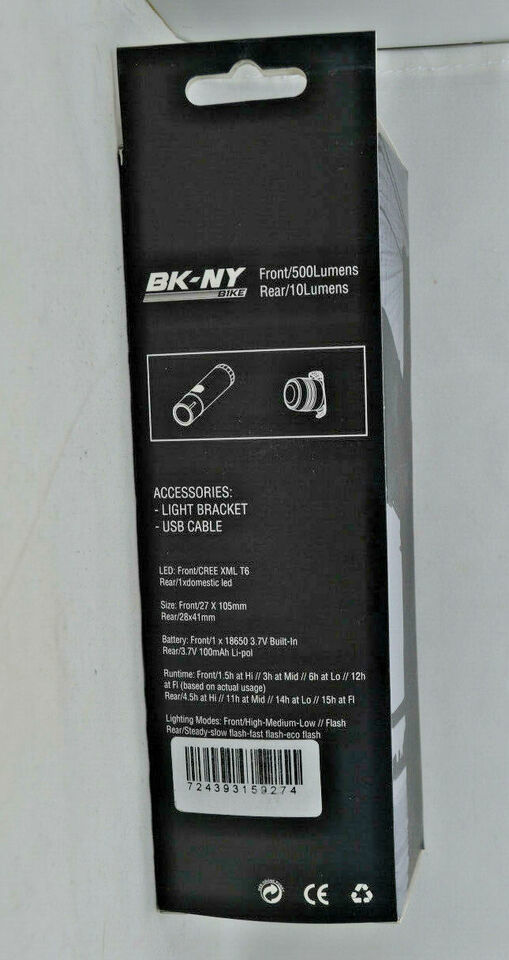 BK-NY
BIKE
Front/500Lumens
Rear/10Lumens
ACCESSORIES:
- LIGHT BRACKET
- USB CABLE
LED: Front/CREE XML T6
Rear/1xdomestic led
Size: Front/27 X 105mm
Rear/28x41mm
Battery: Front/1 x 18650 3.7V Built-In
Rear/3.7V 100mAh Li-pol
Runtime: Front/1.5h at Hi // 3h at Mid // 6h at Lo // 12h
at Fl (based on actual usage)
Rear/4.5h at Hi // 11h at Mid // 14h at Lo // 15h at Fl
Lighting Modes: Front/High-Medium-Low // Flash
Rear/Steady-slow flash-fast flash-eco flash
724393159274
CE